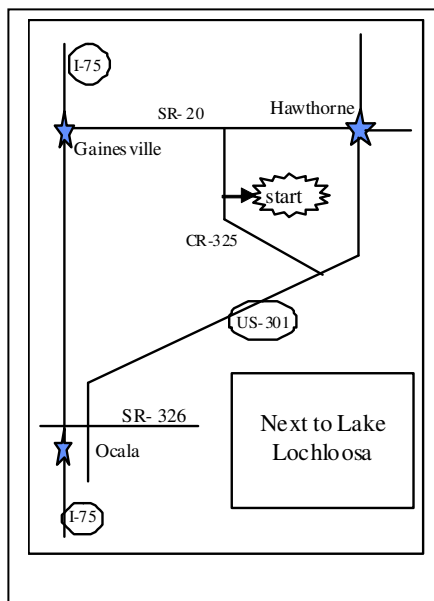 I-75
Hawthorne
SR- 20
Gainesville
start
CR-325
US-301
SR- 326
Next to Lake
Lochloosa
Ocala
I-75